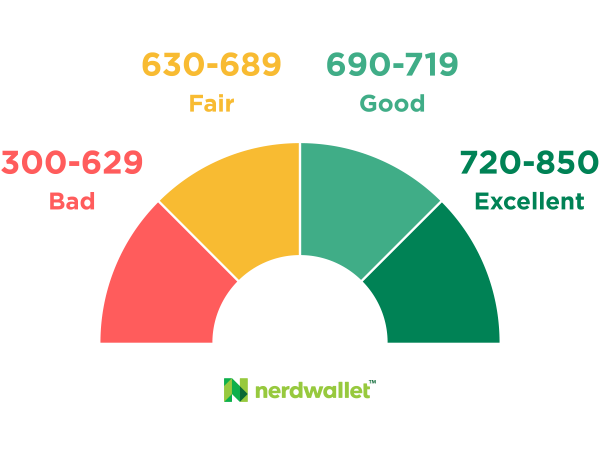 630-689
Fair
690-719
Good
300-629
Bad
720-850
Excellent
nerdwallet™